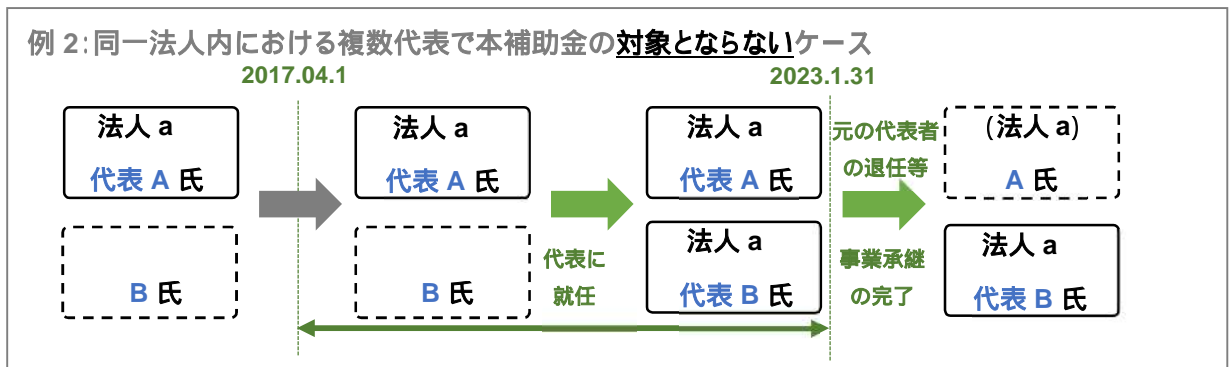 例 2:同一法人内における複数代表で本補助金の対象とならないケース
2017.04.1
2023.1.31
法人 a
代表 A 氏
B 氏
法人 a
代表 A 氏
B 氏
代表に
就任
法人 a
代表 A 氏
法人 a
代表 B 氏
元の代表者
の退任等
事業承継
の完了
(法人 a)
A 氏
法人 a
代表 B 氏